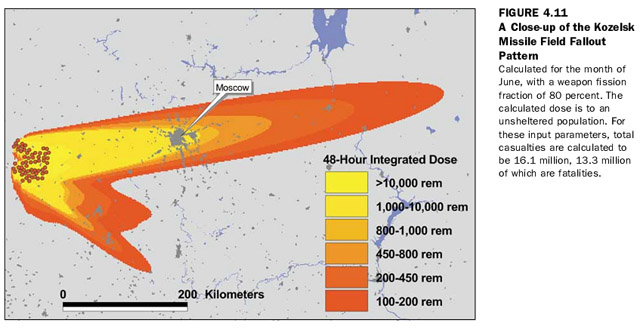 FIGURE 4.11
A Close-up of the Kozelsk
Missile Field Fallout
Pattern
Calculated for the month of
June, with a weapon fission
fraction of 80 percent. The
calculated dose is to an
unsheltered population. For
these input parameters, total
casualties are calculated to
be 16.1 million, 13.3 million
of which are fatalities.
Moscow
48-Hour Integrated Dose
>10,000 rem
1,000-10,000 rem
800-1,000 rem
450-800 rem
200-450 rem
100-200 rem
0 200 Kilometers